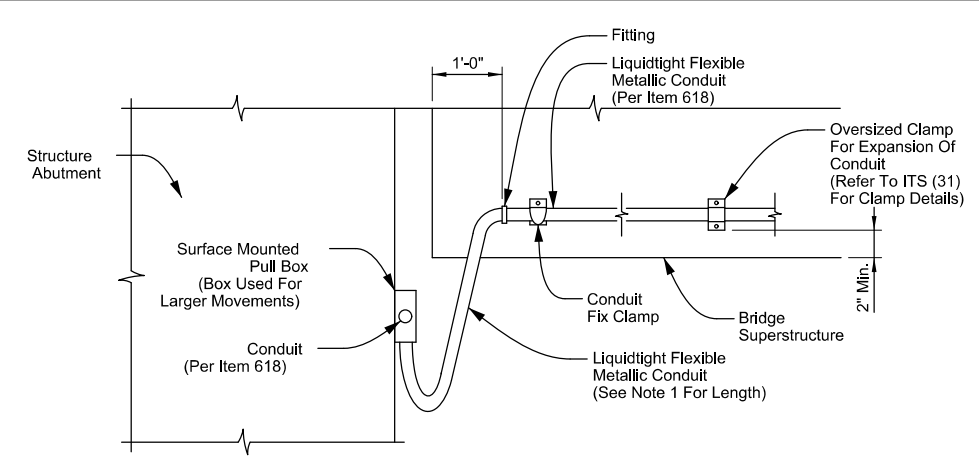 Fitting
1'-0"
Liquidtight Flexible
Metallic Conduit
(Per Item 618)
Oversized Clamp
For Expansion Of
Conduit
(Refer To ITS (31)
For Clamp Details)
Structure
Abutment
Surface Mounted
Pull Box
(Box Used For
Larger Movements)
2" Min.
Conduit
Fix Clamp
Bridge
Superstructure
Conduit
(Per Item 618)
Liquidtight Flexible
Metallic Conduit
(See Note 1 For Length)